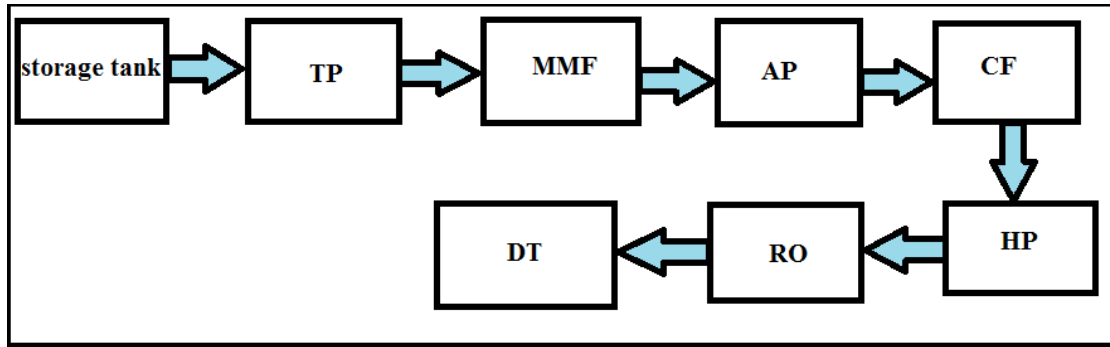 storage tank
TP
MMF
AP
CF
HP
RO
DT